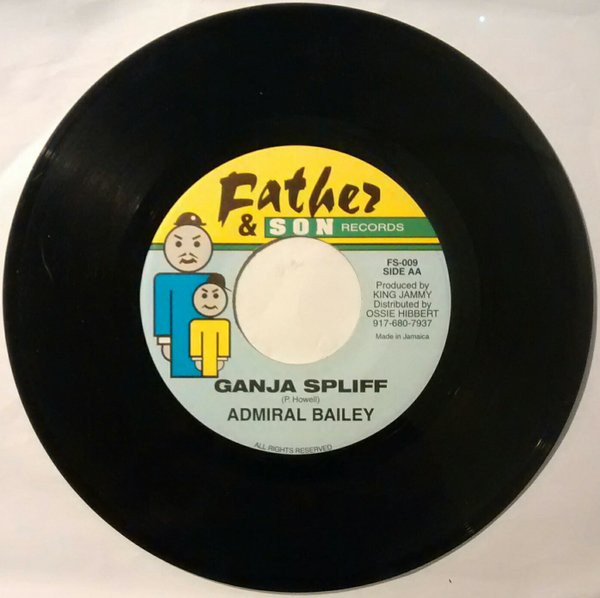 Father
& SON RECORDS
FS-009
SIDE AA
Produced by
KING JAMMY
Distributed by
OSSIE HIBBERT
917-680-7937
Made in Jamaica
GANJA SPLIFF
(P. Howell)
ADMIRAL BAILEY
ALL RIGHTS RESERVED